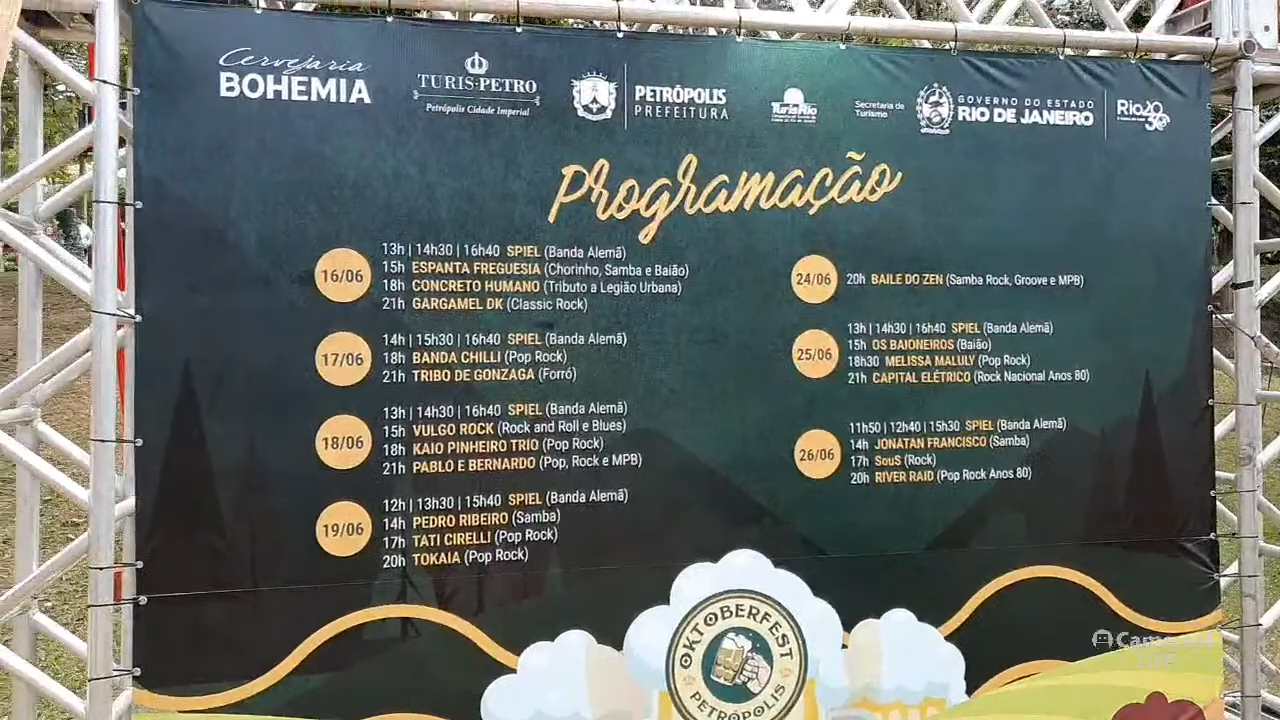 Cervejaria
BOHEMIA
TURISPETRO
Petrópolis Cidade Imperial
PETRÓPOLIS
PREFEITURA
TurisRio
Secretaria de
Turismo
GOVERNO DO ESTADO
RIO DE JANEIRO
Programação
16/06
13h | 14h30 | 16h40 SPIEL (Banda Alemã)
15h ESPANTA FREGUESIA (Chorinho, Samba e Baião)
18h CONCRETO HUMANO (Tributo a Legião Urbana)
21h GARGAMEL DK (Classic Rock)
17/06
14h | 15h30 | 16h40 SPIEL (Banda Alemã)
18h BANDA CHILLI (Pop Rock)
21h TRIBO DE GONZAGA (Forró)
18/06
13h | 14h30 | 16h40 SPIEL (Banda Alemã)
15h VULGO ROCK (Rock and Roll e Blues)
18h KAIO PINHEIRO TRIO (Pop Rock)
21h PABLO E BERNARDO (Pop, Rock e MPB)
19/06
12h | 13h30 | 15h40 SPIEL (Banda Alemã)
14h PEDRO RIBEIRO (Samba)
17h TATI CIRELLI (Pop Rock)
20h TOKAIA (Pop Rock)
24/06
20h BAILE DO ZEN (Samba Rock, Groove e MPB)
25/06
13h | 14h30 | 16h40 SPIEL (Banda Alemã)
15h OS BAIONEIROS (Baião)
18h30 MELISSA MALULY (Pop Rock)
21h CAPITAL ELÉTRICO (Rock Nacional Anos 80)
26/06
11h50 | 12h40 | 15h30 SPIEL (Banda Alemã)
14h JONATAN FRANCISCO (Samba)
17h SouS (Rock)
20h RIVER RAID (Pop Rock Anos 80)
OKTOBERFEST
PETRÓPOLIS